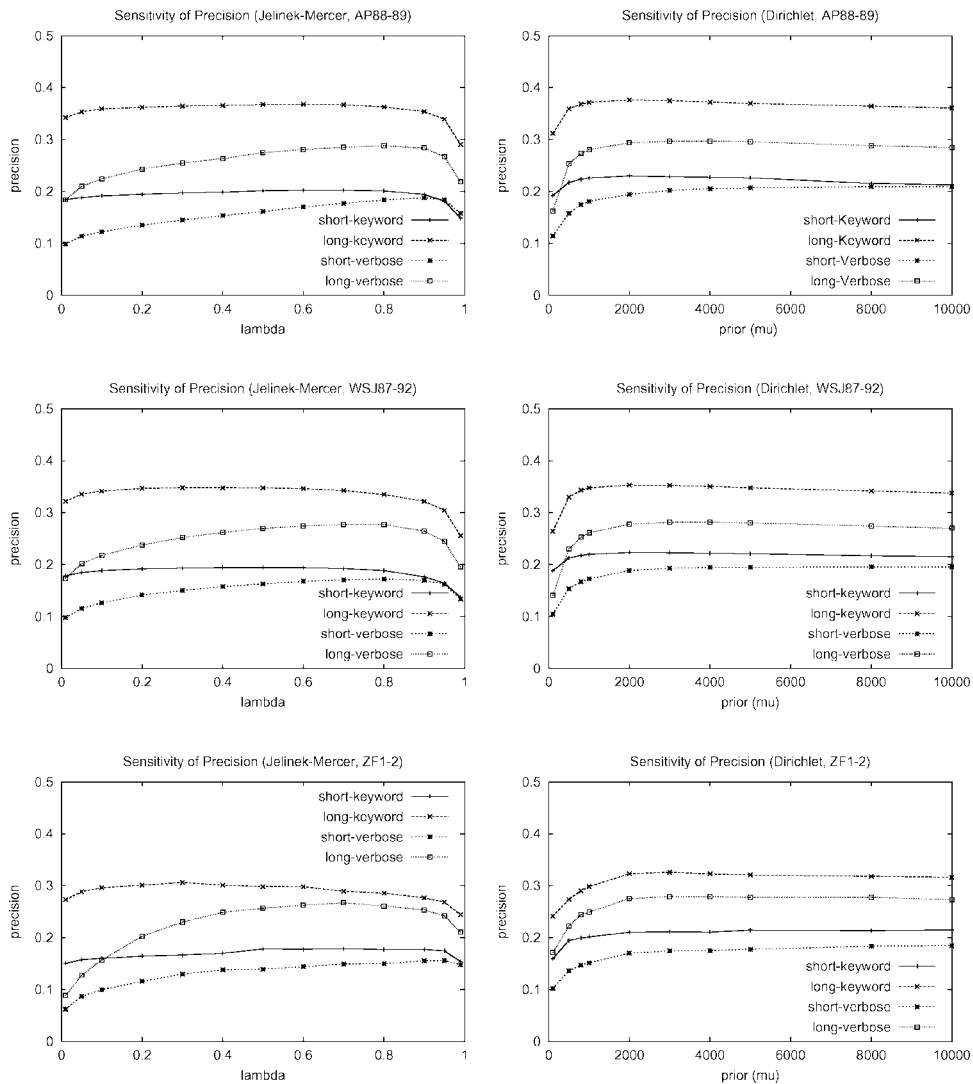 Sensitivity of Precision (Jelinek-Mercer, AP88-89)
precision
0.5
0.4
0.3
0.2
0.1
0
short-keyword
long-keyword
short-verbose
long-verbose
0 0.2 0.4 0.6 0.8 1
lambda
Sensitivity of Precision (Dirichlet, AP88-89)
precision
0.5
0.4
0.3
0.2
0.1
0
short-Keyword
long-Keyword
short-Verbose
long-Verbose
0 2000 4000 6000 8000 10000
prior (mu)
Sensitivity of Precision (Jelinek-Mercer, WSJ87-92)
precision
0.5
0.4
0.3
0.2
0.1
0
short-keyword
long-keyword
short-verbose
long-verbose
0 0.2 0.4 0.6 0.8 1
lambda
Sensitivity of Precision (Dirichlet, WSJ87-92)
precision
0.5
0.4
0.3
0.2
0.1
0
short-keyword
long-keyword
short-verbose
long-verbose
0 2000 4000 6000 8000 10000
prior (mu)
Sensitivity of Precision (Jelinek-Mercer, ZF1-2)
precision
0.5
0.4
0.3
0.2
0.1
0
short-keyword
long-keyword
short-verbose
long-verbose
0 0.2 0.4 0.6 0.8 1
lambda
Sensitivity of Precision (Dirichlet, ZF1-2)
precision
0.5
0.4
0.3
0.2
0.1
0
short-keyword
long-keyword
short-verbose
long-verbose
0 2000 4000 6000 8000 10000
prior (mu)